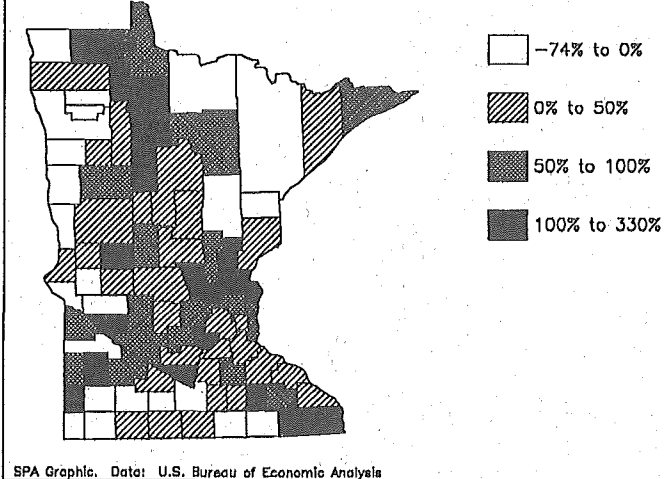 -74% to 0%
0% to 50%
50% to 100%
100% to 330%
SPA Graphic. Data: U.S. Bureau of Economic Analysis